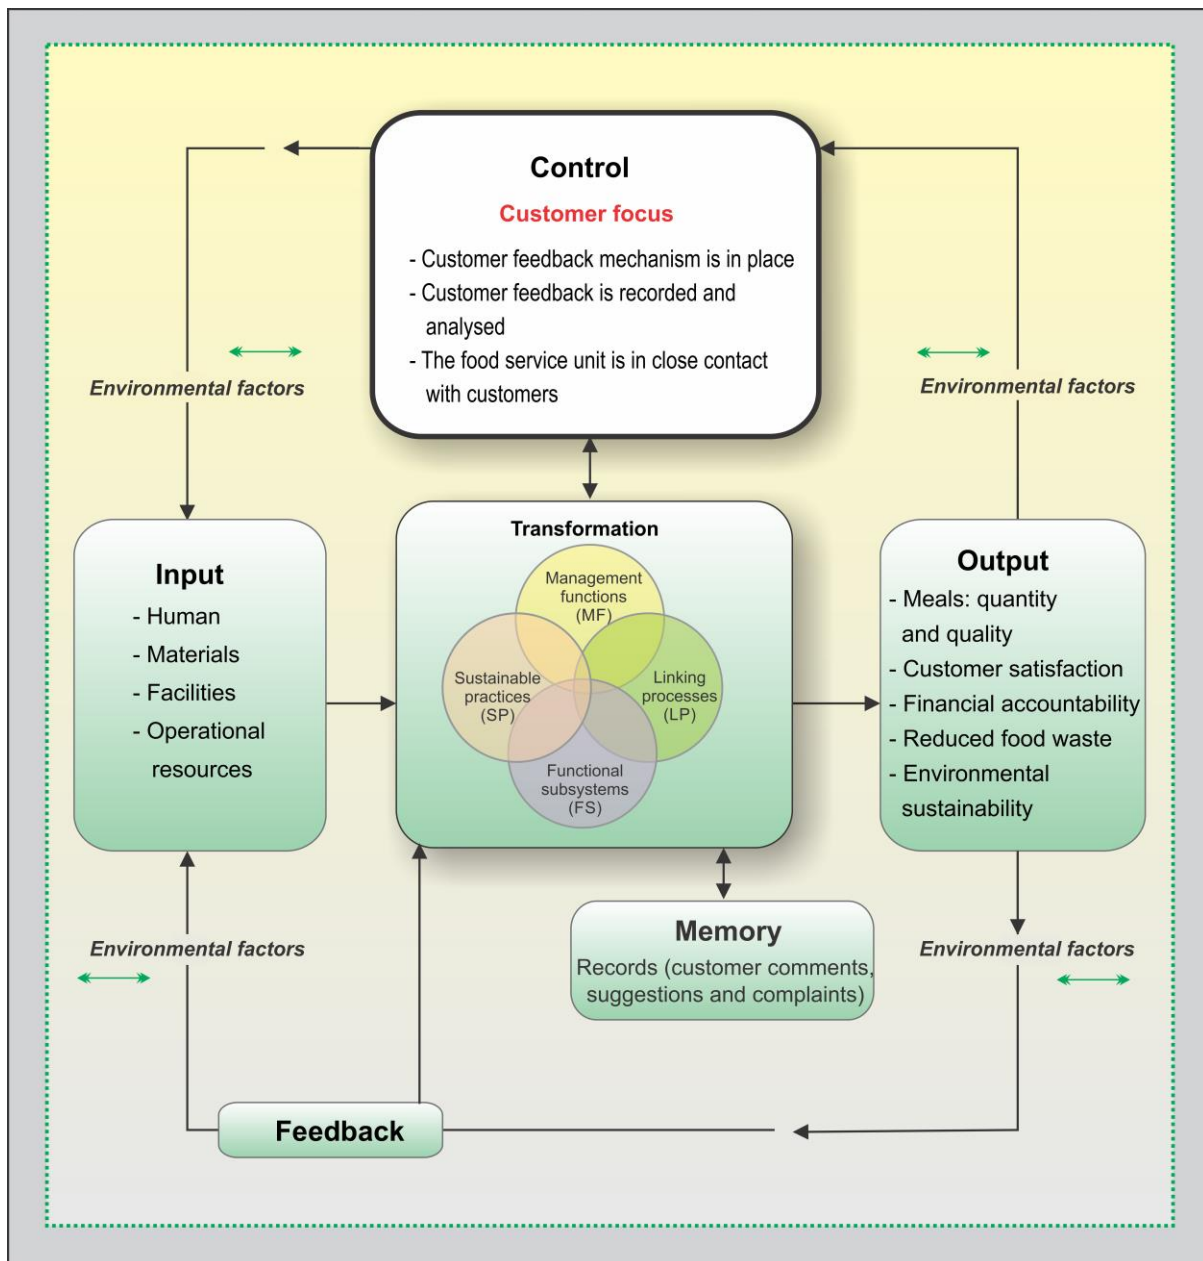 Control
Customer focus
- Customer feedback mechanism is in place
- Customer feedback is recorded and
analysed
- The food service unit is in close contact
with customers
Environmental factors
Environmental factors
Input
- Human
- Materials
- Facilities
- Operational
resources
Transformation
Management
functions
(MF)
Sustainable
practices
(SP)
Linking
processes
(LP)
Functional
subsystems
(FS)
Output
- Meals: quantity
and quality
- Customer satisfaction
- Financial accountability
- Reduced food waste
- Environmental
sustainability
Environmental factors
Memory
Records (customer comments,
suggestions and complaints)
Environmental factors
Feedback